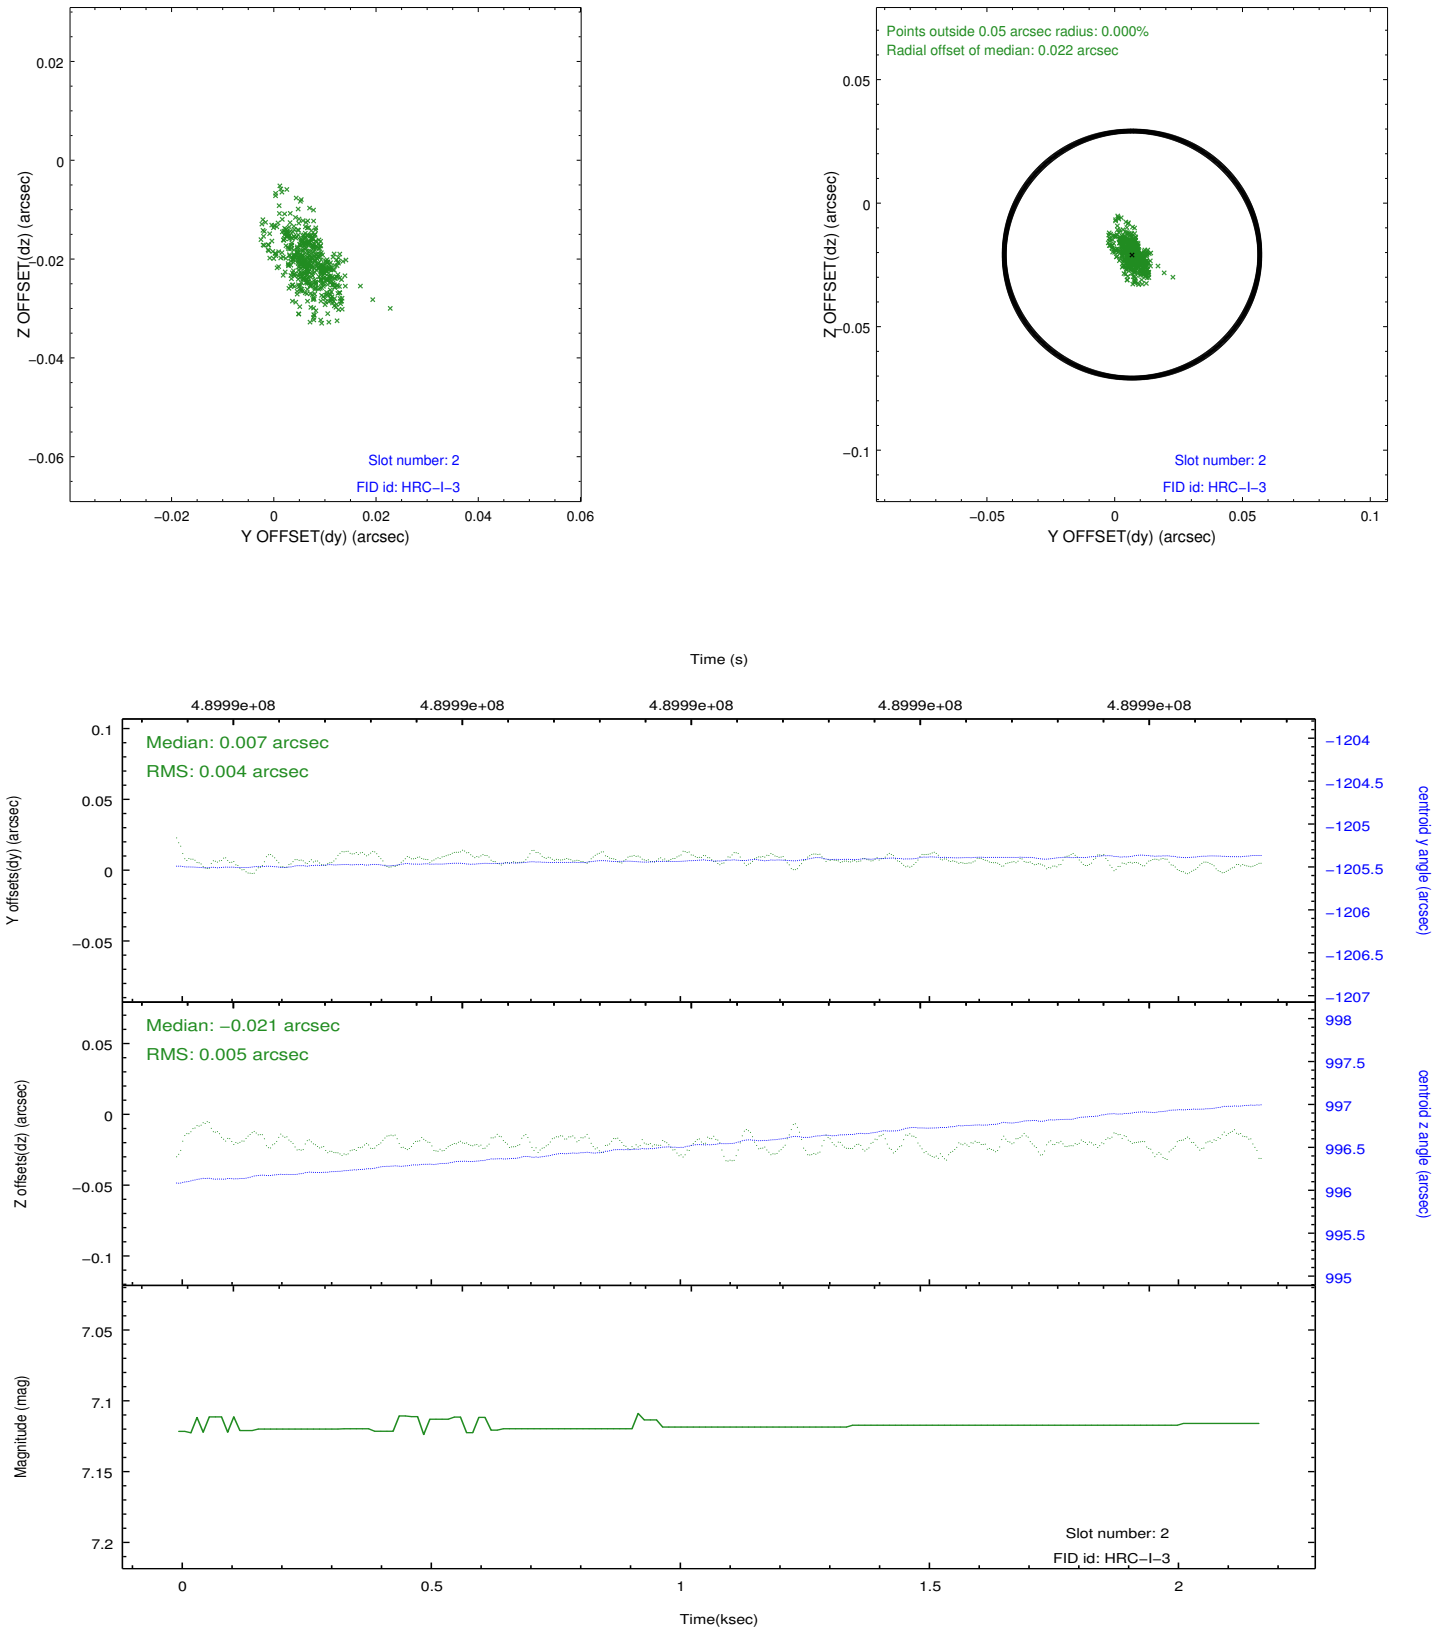 0.02
0
−0.02
−0.04
−0.06
Z OFFSET(dz) (arcsec)
Slot number: 2
FID id: HRC−I−3
−0.02
0
0.02
0.04
0.06
Y OFFSET(dy) (arcsec)
Points outside 0.05 arcsec radius: 0.000%
Radial offset of median: 0.022 arcsec
0.05
0
−0.05
−0.1
Z OFFSET(dz) (arcsec)
Slot number: 2
FID id: HRC−I−3
−0.05
0
0.05
0.1
Y OFFSET(dy) (arcsec)
Time (s)
4.8999e+08
4.8999e+08
4.8999e+08
4.8999e+08
4.8999e+08
Median: 0.007 arcsec
RMS: 0.004 arcsec
0.1
0.05
0
−0.05
Y offsets(dy) (arcsec)
−1204
−1204.5
−1205
−1205.5
−1206
−1206.5
−1207
centroid y angle (arcsec)
Median: −0.021 arcsec
RMS: 0.005 arcsec
0.05
0
−0.05
−0.1
Z offsets(dz) (arcsec)
998
997.5
997
996.5
996
995.5
995
centroid z angle (arcsec)
7.05
7.1
7.15
7.2
Magnitude (mag)
Slot number: 2
FID id: HRC−I−3
0
0.5
1
1.5
2
Time(ksec)